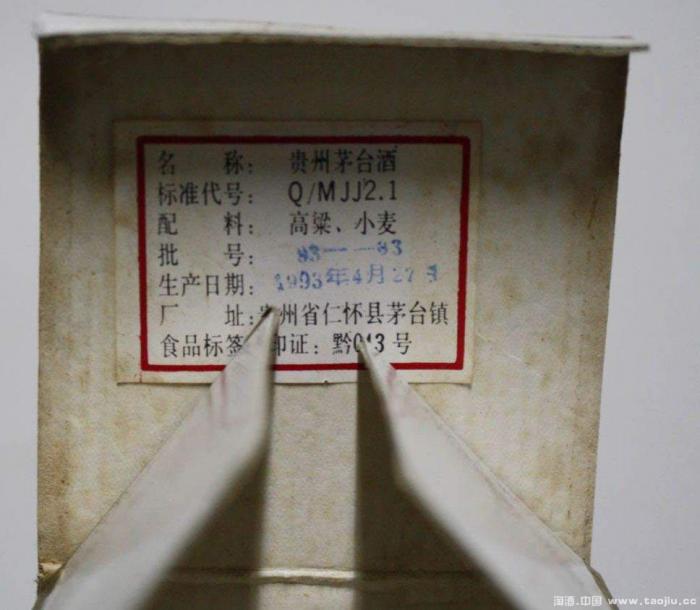 名 称: 贵州茅台酒
标准代号: Q/MJJ2.1
配 料: 高粱、小麦
批 号: 93——83
生产日期: 1993年4月27日
厂 址: 贵州省仁怀县茅台镇
食品标签 印证: 黔013号
淘酒.中国 www.taojiu.cc